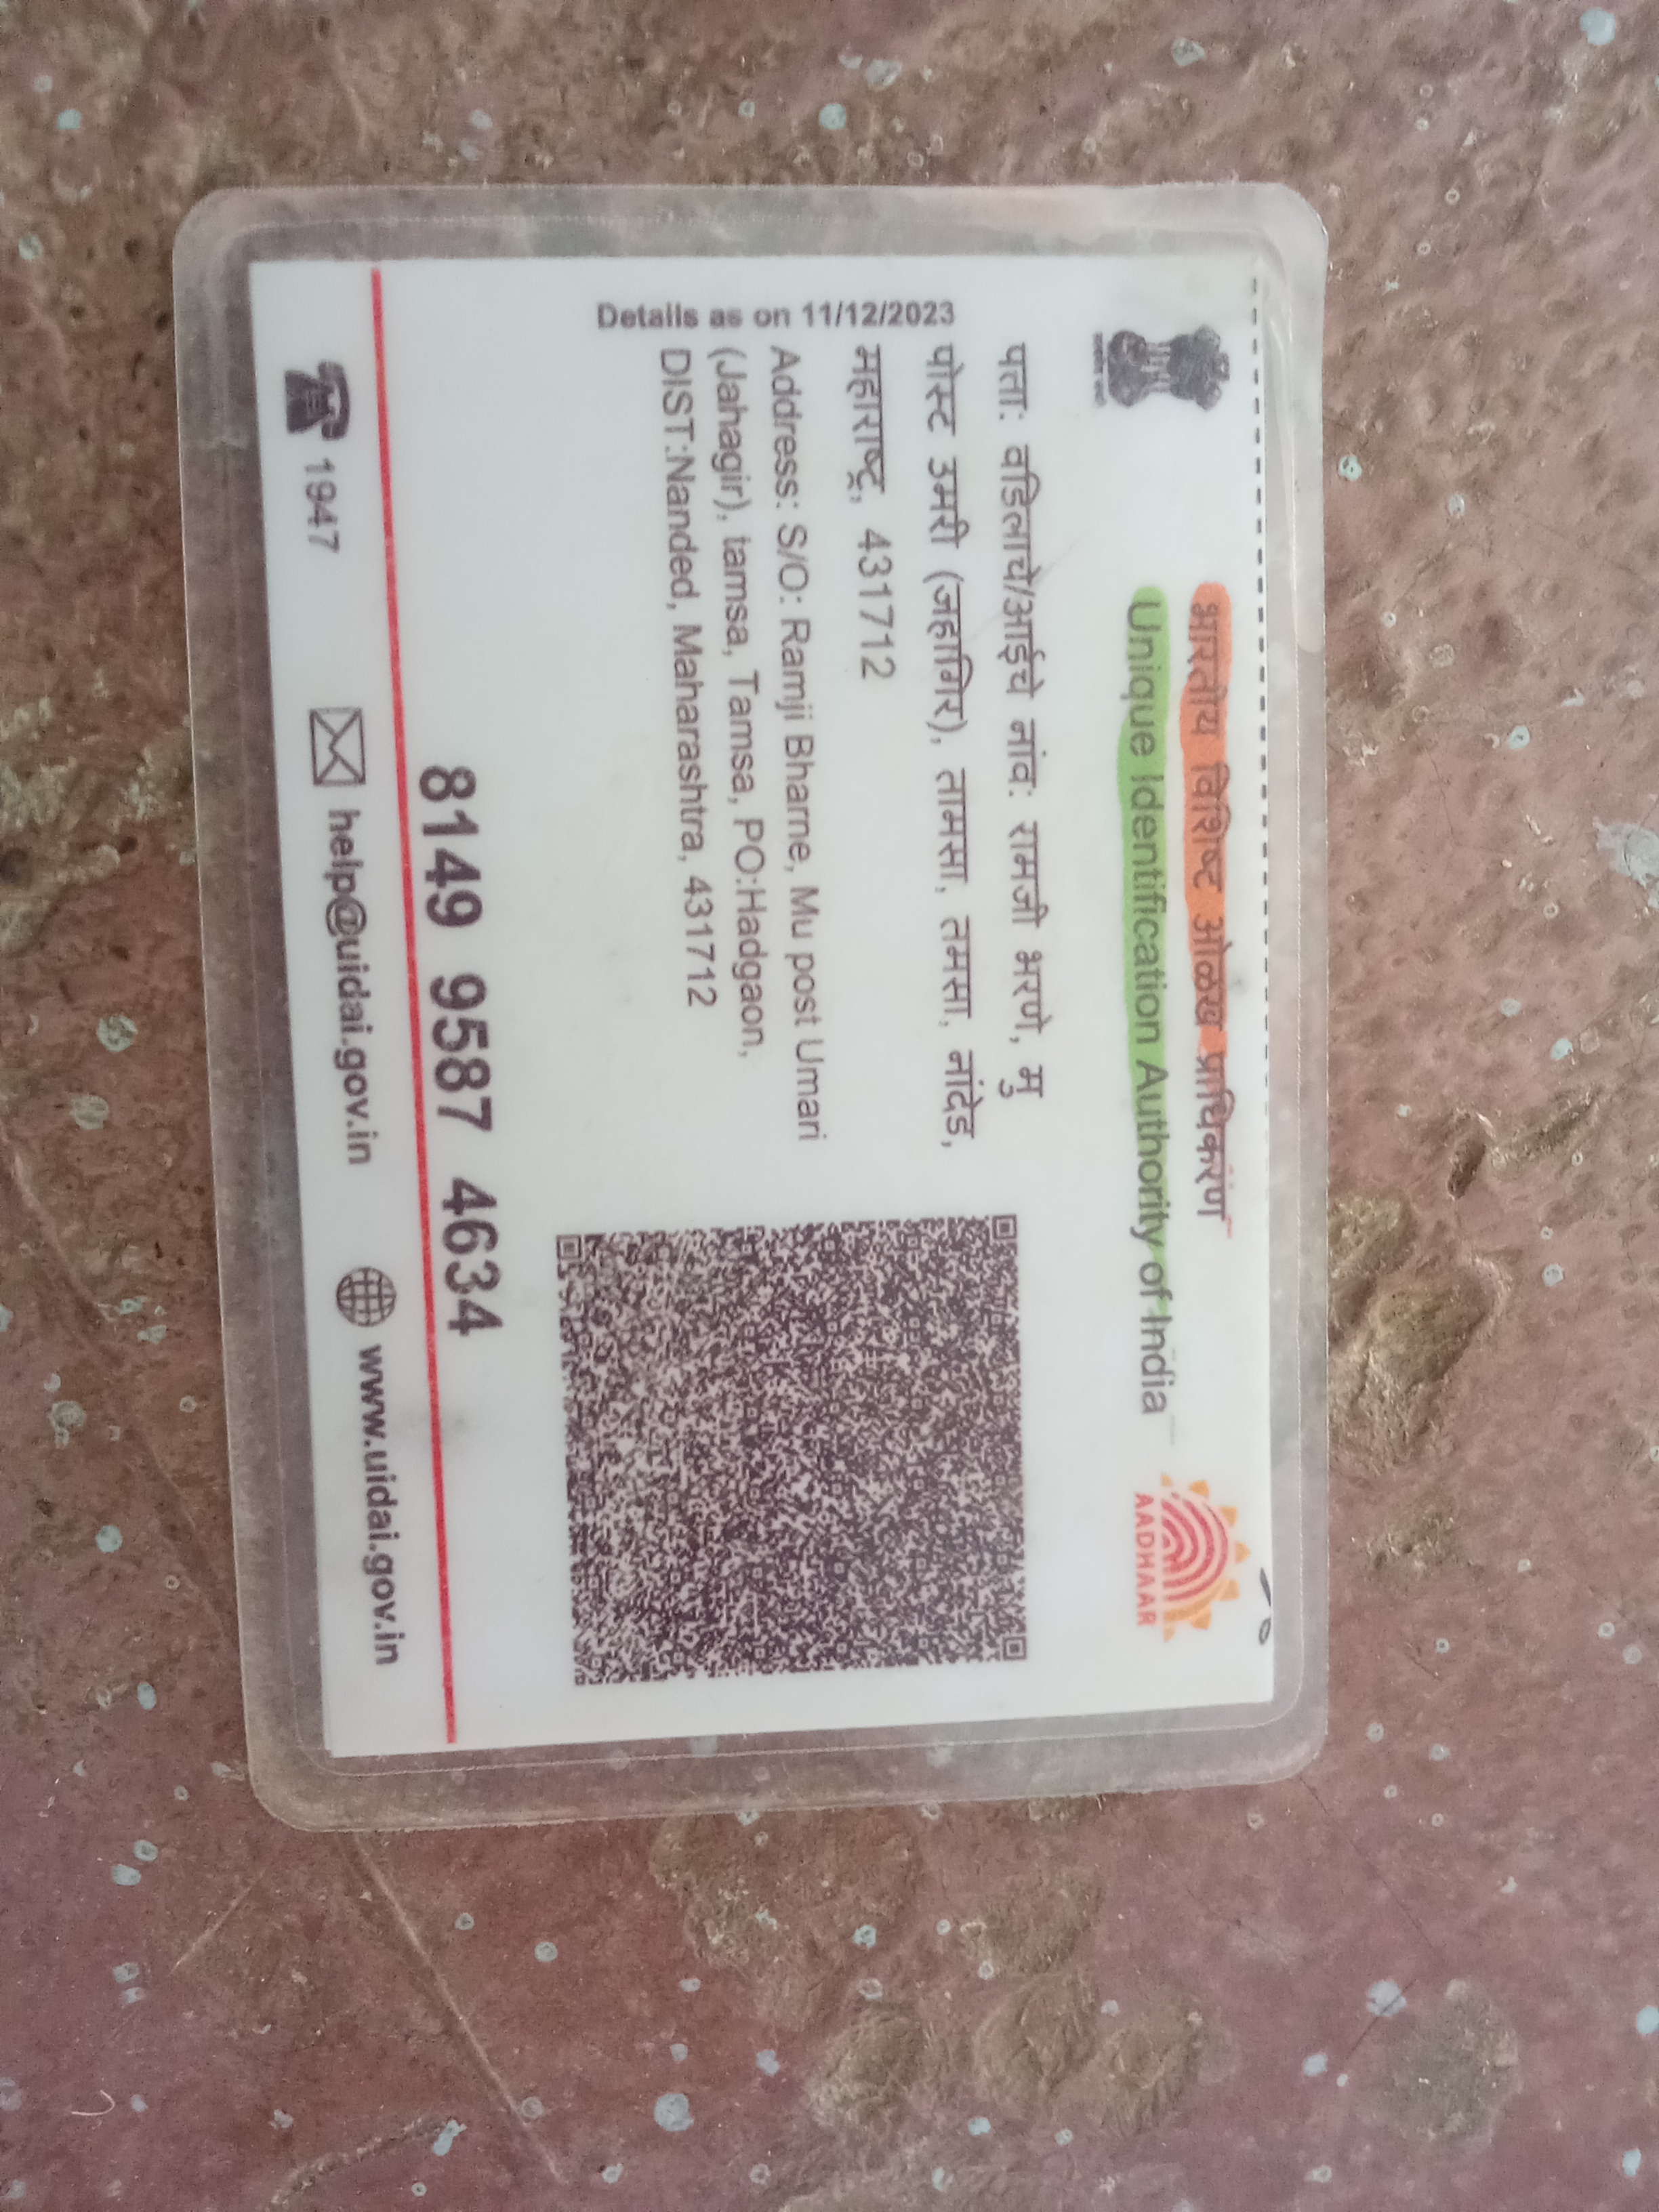 भारतीय विशिष्ट ओळख प्राधिकरण
Unique Identification Authority of India
AADHAAR
Details as on 11/12/2023
पता: वडिलाचे/आईचे नांव: रामजी भरणे, मु
पोस्ट उमरी (जहागिर), तामसा, तमसा, नांदेड,
महाराष्ट्र, 431712
Address: S/O: Ramji Bharne, Mu post Umari
(Jahagir), tamsa, Tamsa, PO:Hadgaon,
DIST:Nanded, Maharashtra, 431712
8149 9587 4634
1947
help@uidai.gov.in
www.uidai.gov.in